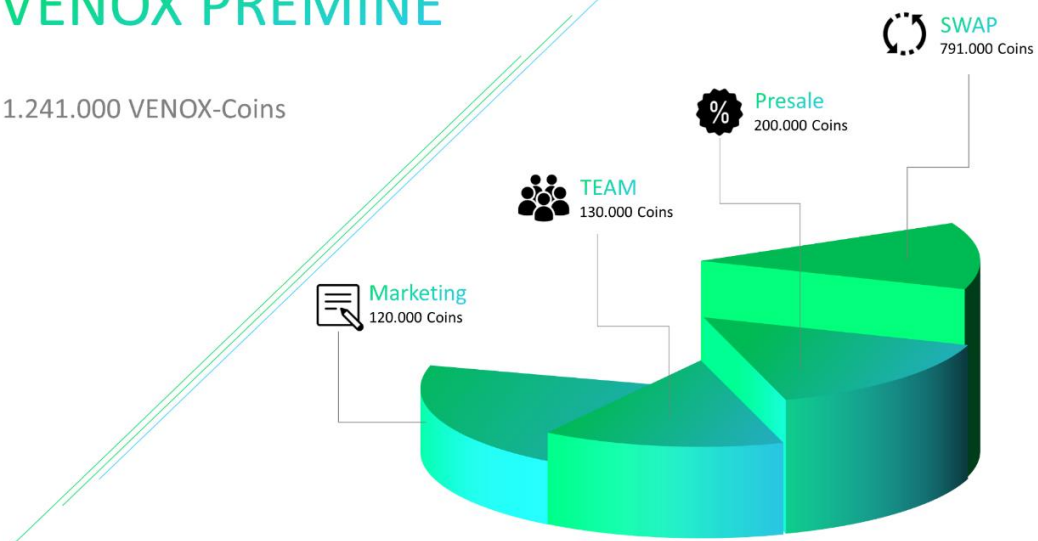 VENOX PREMINE
1.241.000 VENOX-Coins
SWAP
791.000 Coins
%
Presale
200.000 Coins
TEAM
130.000 Coins
Marketing
120.000 Coins